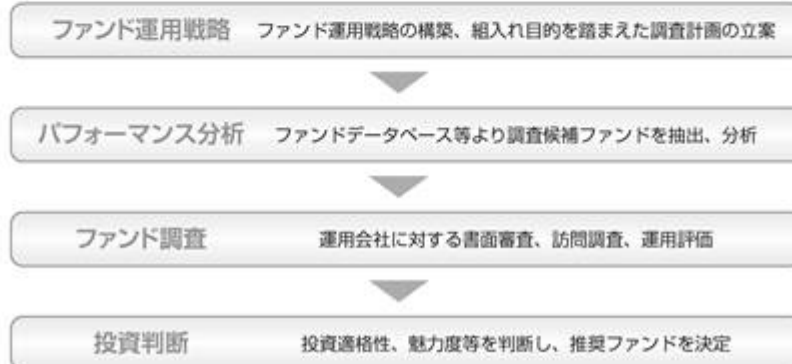 ファンド運用戦略 ファンド運用戦略の構築、組入れ目的を踏まえた調査計画の立案
パフォーマンス分析 ファンドデータベース等より調査候補ファンドを抽出、分析
ファンド調査 運用会社に対する書面審査、訪問調査、運用評価
投資判断 投資適格性、魅力度等を判断し、推奨ファンドを決定